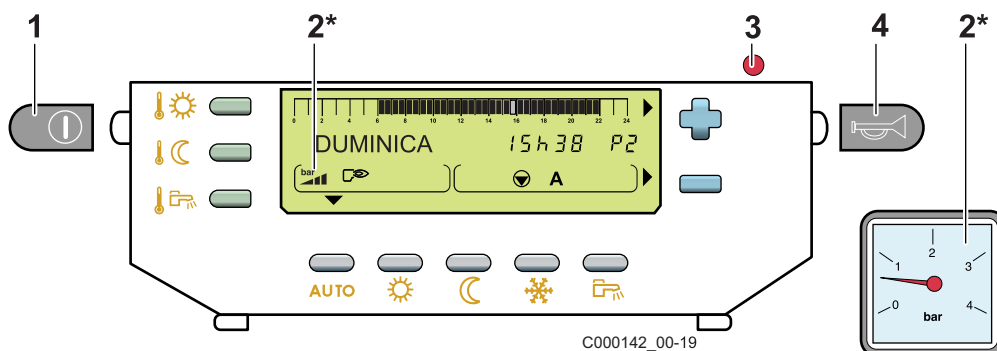 1 2* 3 4 2*
0 2 4 6 8 10 12 14 16 18 20 22 24
DUMINICA 15h38 P2
bar A
AUTO
0 1 2 3 4
bar
C000142_00-19